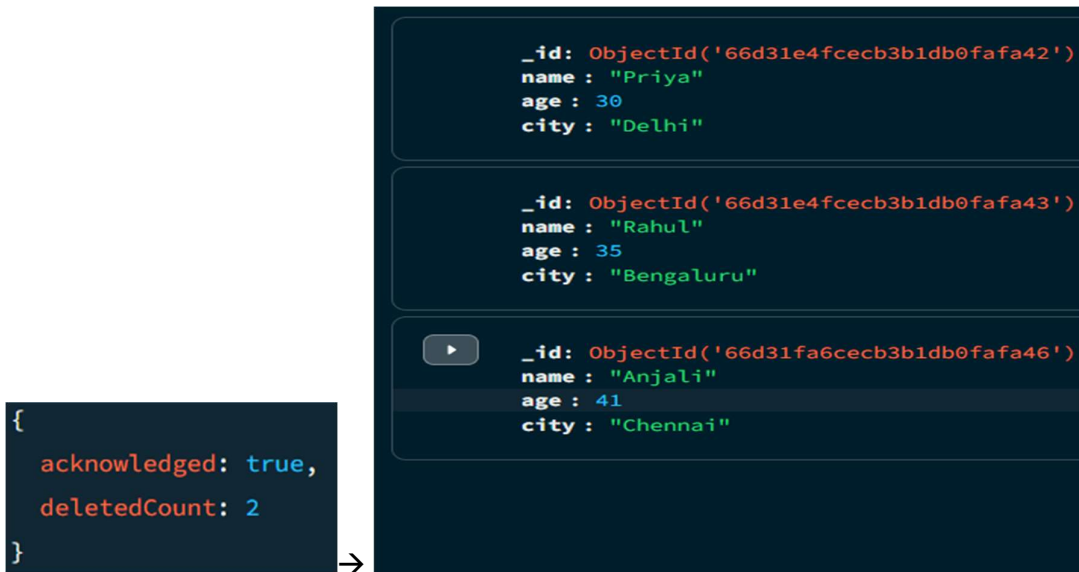 {
acknowledged: true,
deletedCount: 2
}
→
_id: ObjectId('66d31e4fcecb3b1db0fafa42')
name : "Priya"
age : 30
city : "Delhi"
_id: ObjectId('66d31e4fcecb3b1db0fafa43')
name : "Rahul"
age : 35
city : "Bengaluru"
_id: ObjectId('66d31fa6cecb3b1db0fafa46')
name : "Anjali"
age : 41
city : "Chennai"